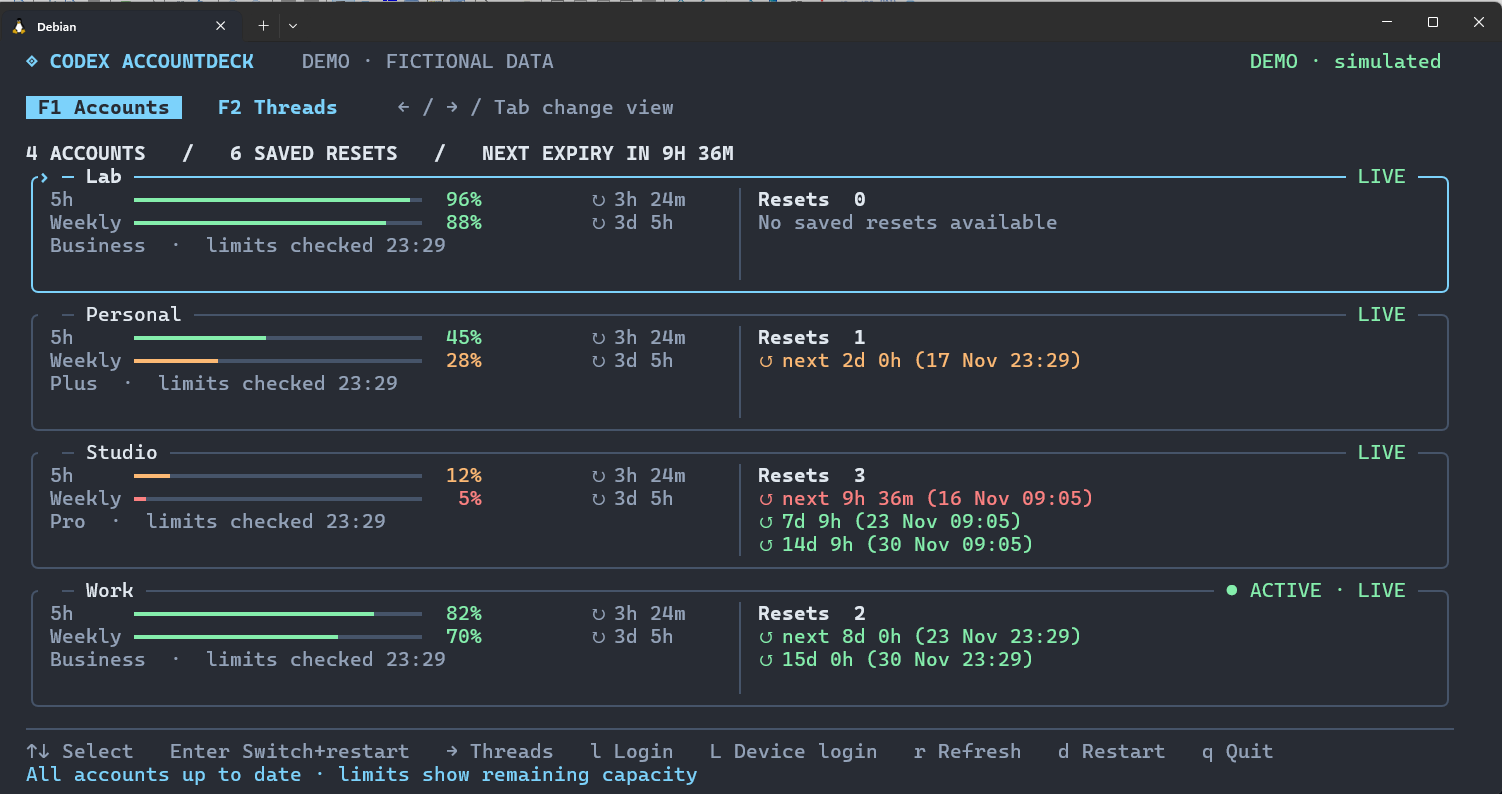 Debian
CODEX ACCOUNTDECK DEMO · FICTIONAL DATA DEMO · simulated
F1 Accounts F2 Threads ← / → / Tab change view
4 ACCOUNTS / 6 SAVED RESETS / NEXT EXPIRY IN 9H 36M
› Lab LIVE
5h 96% ↻ 3h 24m Resets 0
Weekly 88% ↻ 3d 5h No saved resets available
Business · limits checked 23:29
Personal LIVE
5h 45% ↻ 3h 24m Resets 1
Weekly 28% ↻ 3d 5h ↺ next 2d 0h (17 Nov 23:29)
Plus · limits checked 23:29
Studio LIVE
5h 12% ↻ 3h 24m Resets 3
Weekly 5% ↻ 3d 5h ↺ next 9h 36m (16 Nov 09:05)
Pro · limits checked 23:29 ↺ 7d 9h (23 Nov 09:05)
↺ 14d 9h (30 Nov 09:05)
Work ● ACTIVE · LIVE
5h 82% ↻ 3h 24m Resets 2
Weekly 70% ↻ 3d 5h ↺ next 8d 0h (23 Nov 23:29)
Business · limits checked 23:29 ↺ 15d 0h (30 Nov 23:29)
↑↓ Select Enter Switch+restart → Threads l Login L Device login r Refresh d Restart q Quit
All accounts up to date · limits show remaining capacity